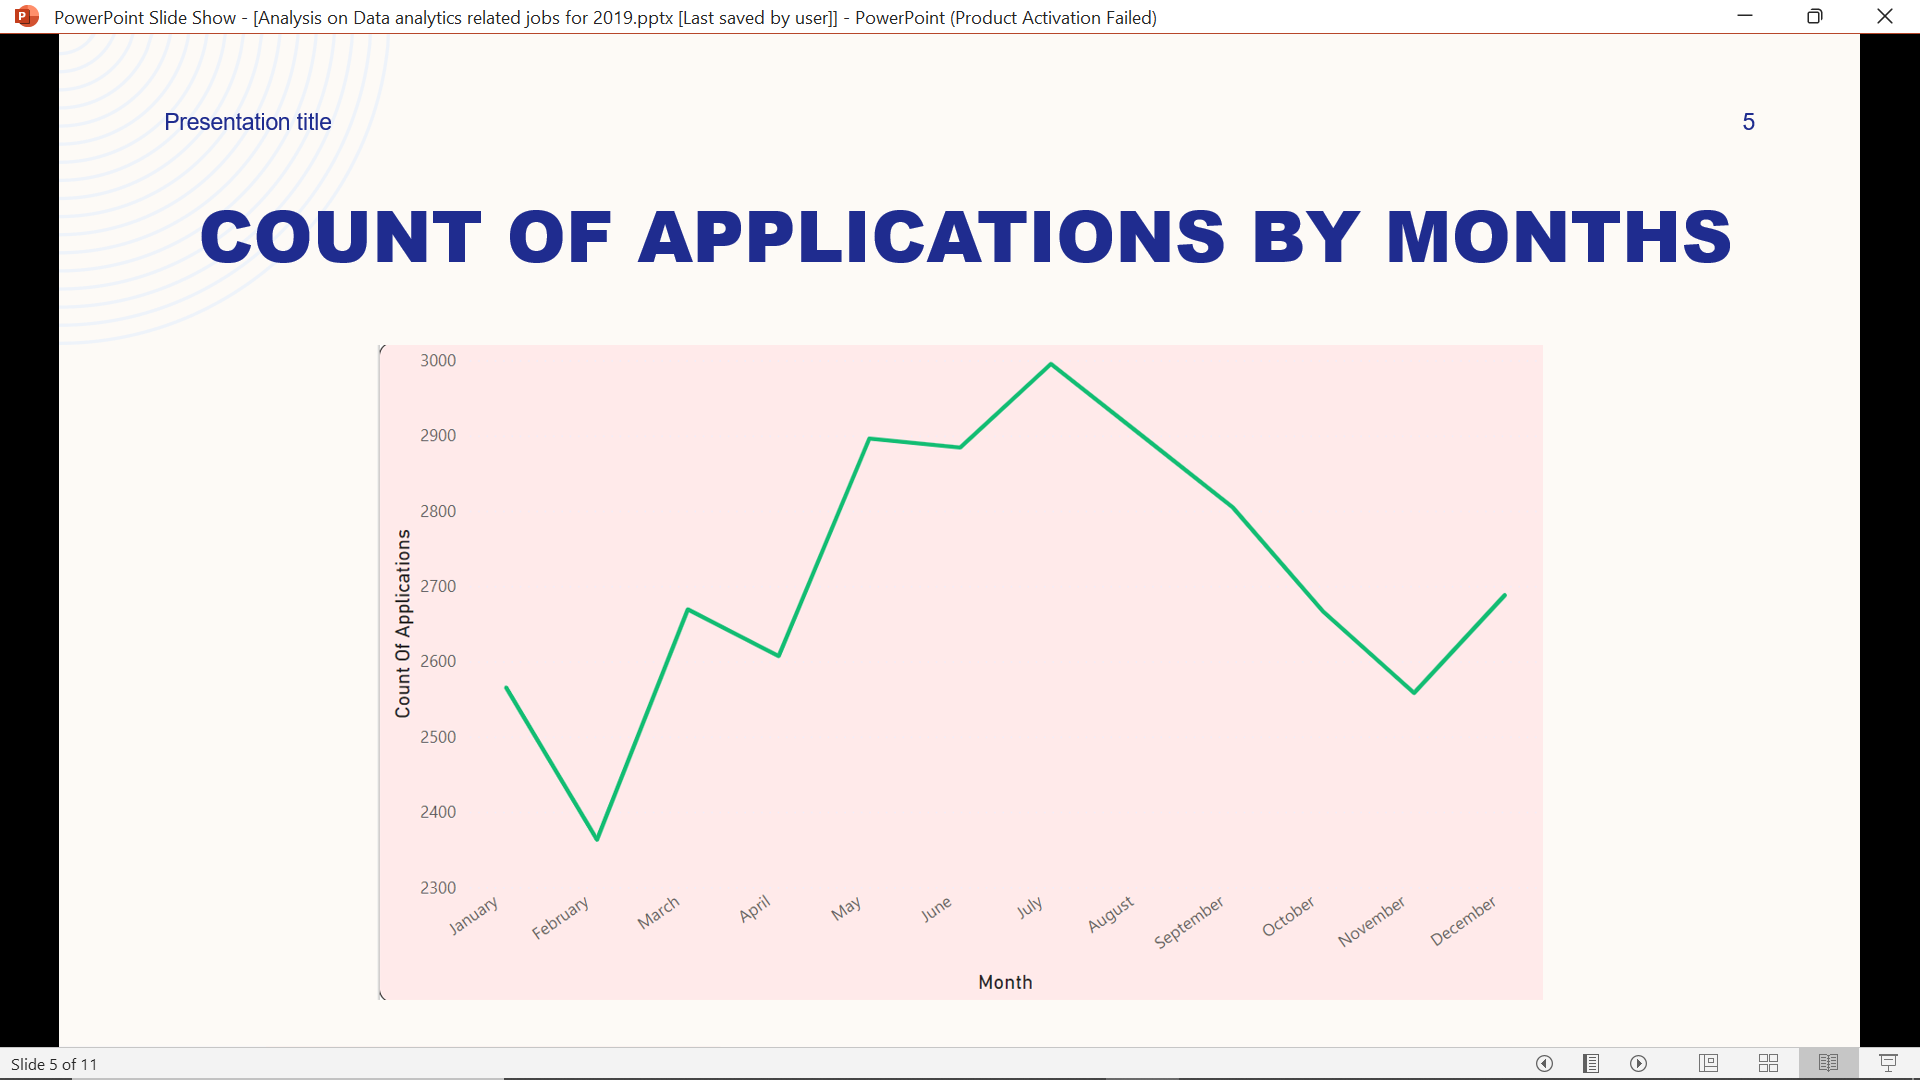 PowerPoint Slide Show - [Analysis on Data analytics related jobs for 2019.pptx [Last saved by user]] - PowerPoint (Product Activation Failed)
Presentation title
5
COUNT OF APPLICATIONS BY MONTHS
3000
2900
2800
2700
2600
2500
2400
2300
Count Of Applications
January
February
March
April
May
June
July
August
September
October
November
December
Month
Slide 5 of 11